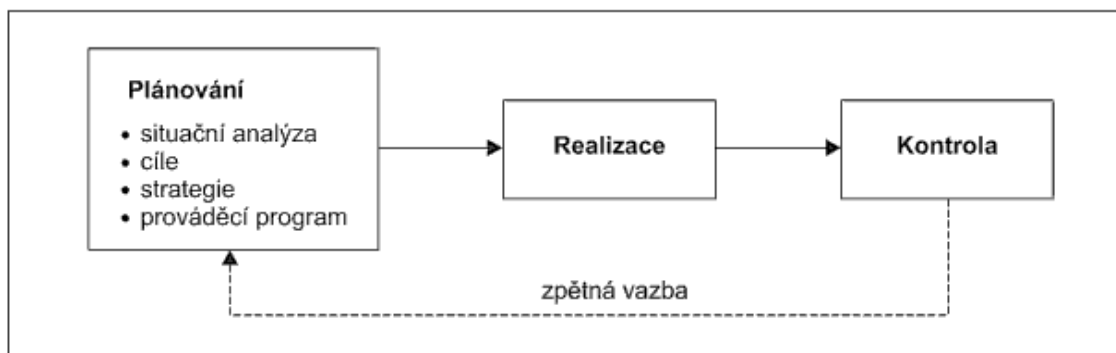 Plánování
• situační analýza
• cíle
• strategie
• prováděcí program
Realizace
Kontrola
zpětná vazba